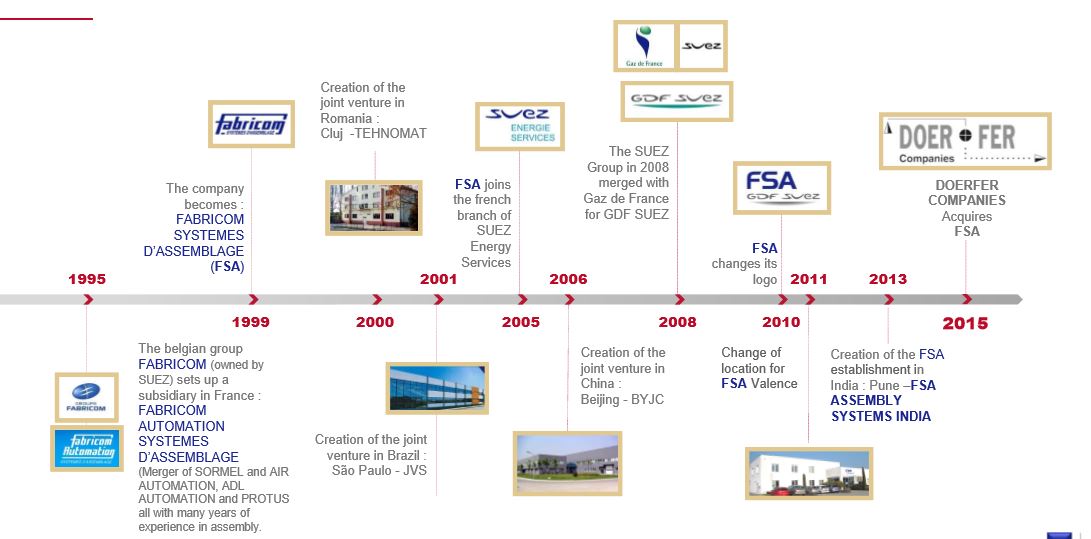 Gaz de France
suez
GDF SUEZ
Creation of the
joint venture in
Romania :
Cluj -TEHNOMAT
fabricom
SYSTÈMES D'ASSEMBLAGE
suez
ENERGIE
SERVICES
DOER FER
Companies
The company
becomes :
FABRICOM
SYSTEMES
D'ASSEMBLAGE
(FSA)
FSA joins
the french
branch of
SUEZ
Energy
Services
The SUEZ
Group in 2008
merged with
Gaz de France
for GDF SUEZ
FSA
GDF SUEZ
FSA
changes its
logo
DOERFER
COMPANIES
Acquires
FSA
1995
2001
2006
2011
2013
1999
2000
2005
2008
2010
2015
GROUPE
FABRICOM
fabricom
Automation
SYSTÈMES D'ASSEMBLAGE
The belgian group
FABRICOM (owned by
SUEZ) sets up a
subsidiary in France :
FABRICOM
AUTOMATION
SYSTEMES
D'ASSEMBLAGE
(Merger of SORMEL and AIR
AUTOMATION, ADL
AUTOMATION and PROTUS
all with many years of
experience in assembly.
Creation of the joint
venture in Brazil :
São Paulo - JVS
Creation of the
joint venture in
China :
Beijing - BYJC
Change of
location for
FSA Valence
Creation of the FSA
establishment in
India : Pune –FSA
ASSEMBLY
SYSTEMS INDIA